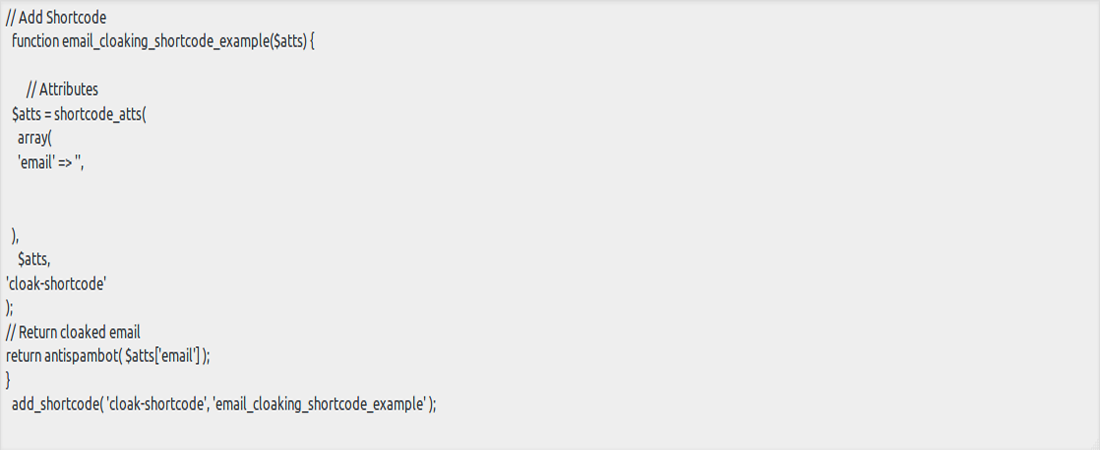 // Add Shortcode
function email_cloaking_shortcode_example($atts) {
// Attributes
$atts = shortcode_atts(
array(
'email' => '',
),
$atts,
'cloak-shortcode'
);
// Return cloaked email
return antispambot( $atts['email'] );
}
add_shortcode( 'cloak-shortcode', 'email_cloaking_shortcode_example' );